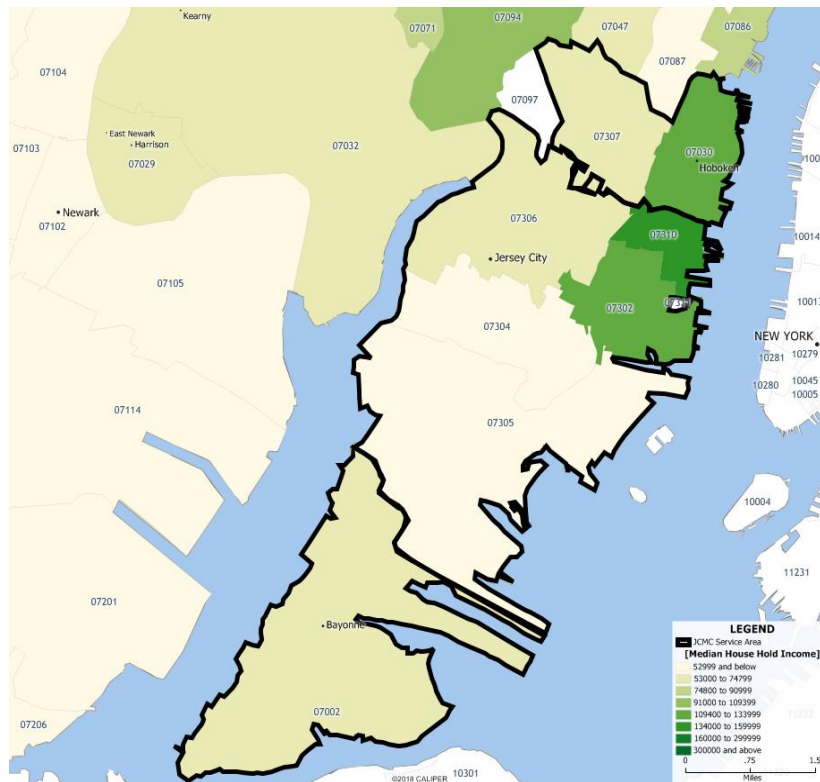 Kearny
07094
07071
07047
07086
07104
07087
07097
East Newark
Harrison
07103
07032
07307
07029
07030
Hoboken
Newark
07102
07306
07310
10014
Jersey City
07105
07302
10013
07304
NEW YORK
10279
10281
10280
10045
10005
07114
07305
10004
11231
07201
Bayonne
07002
07206
10301
©2018 CALIPER
LEGEND
JCMC Service Area
[Median House Hold Income]
52999 and below
53000 to 74799
74800 to 90999
91000 to 109399
109400 to 133999
134000 to 159999
160000 to 299999
300000 and above
0 .75 1.5
Miles